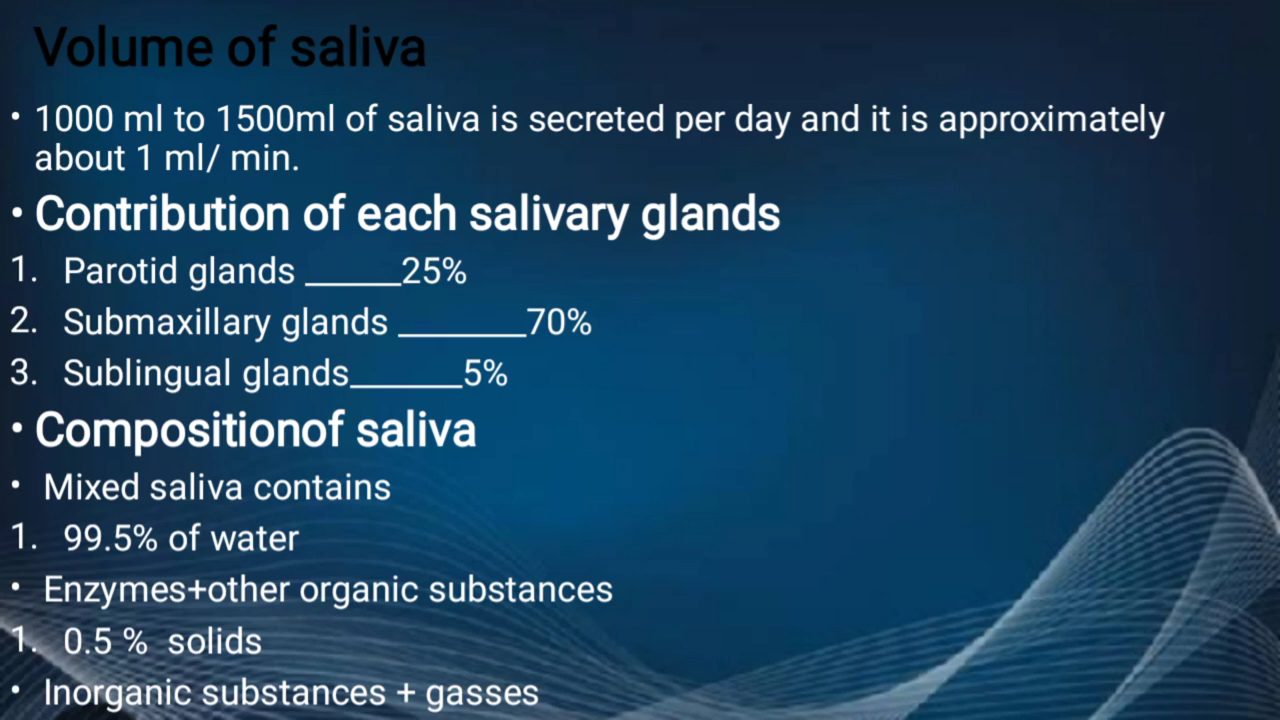 Volume of saliva
• 1000 ml to 1500ml of saliva is secreted per day and it is approximately
about 1 ml/ min.
• Contribution of each salivary glands
1. Parotid glands _____25%
2. Submaxillary glands _______70%
3. Sublingual glands______5%
• Compositionof saliva
• Mixed saliva contains
1. 99.5% of water
• Enzymes+other organic substances
1. 0.5 % solids
• Inorganic substances + gasses